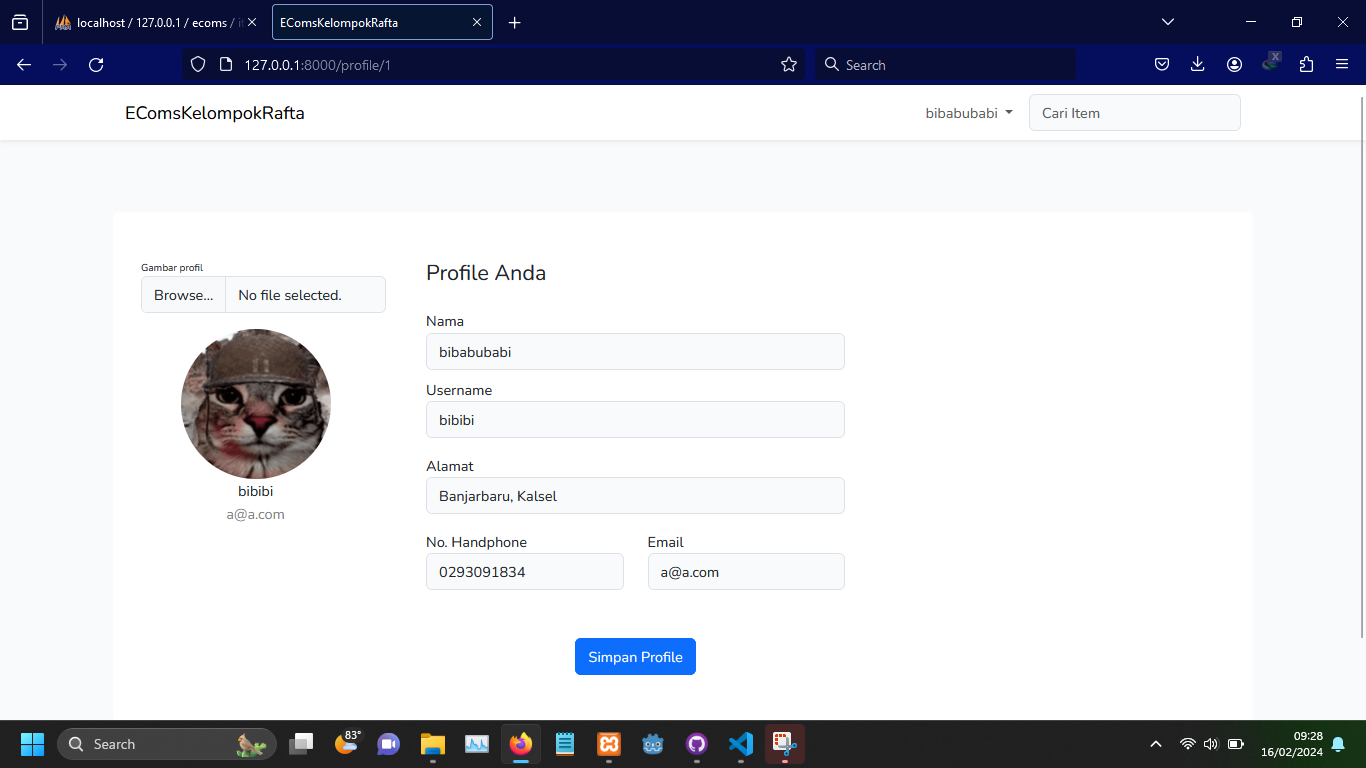 localhost / 127.0.0.1 / ecoms /
EComsKelompokRafta
127.0.0.1:8000/profile/1
Search
EComsKelompokRafta
bibabubabi
Cari Item
Gambar profil
Browse...
No file selected.
bibibi
a@a.com
Profile Anda
Nama
bibabubabi
Username
bibibi
Alamat
Banjarbaru, Kalsel
No. Handphone
Email
0293091834
a@a.com
Simpan Profile
Search
83°
09:28
16/02/2024